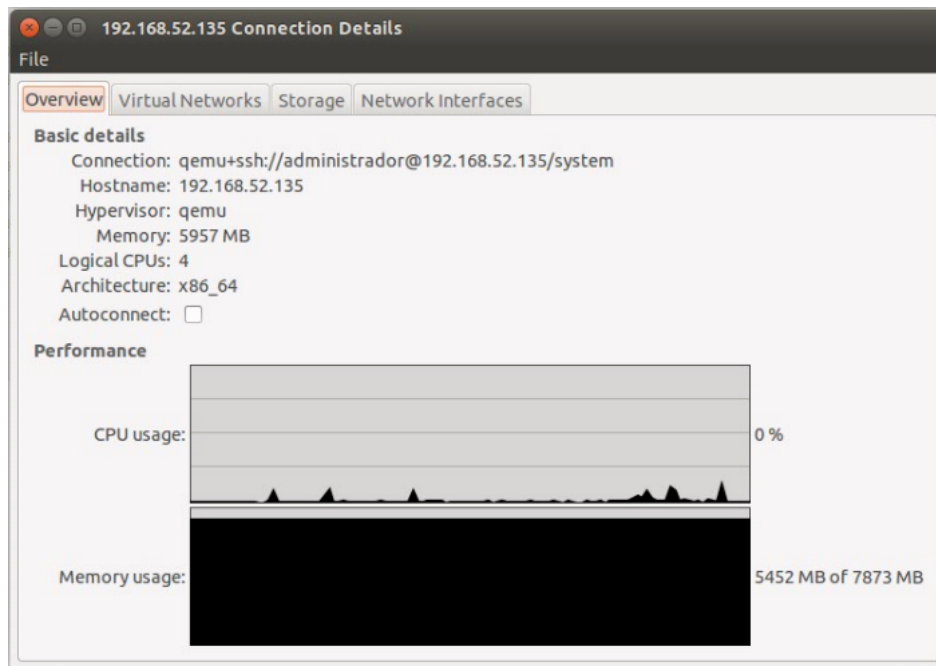 192.168.52.135 Connection Details
File
Overview Virtual Networks Storage Network Interfaces
Basic details
Connection: qemu+ssh://administrador@192.168.52.135/system
Hostname: 192.168.52.135
Hypervisor: qemu
Memory: 5957 MB
Logical CPUs: 4
Architecture: x86_64
Autoconnect:
Performance
CPU usage: 0 %
Memory usage: 5452 MB of 7873 MB